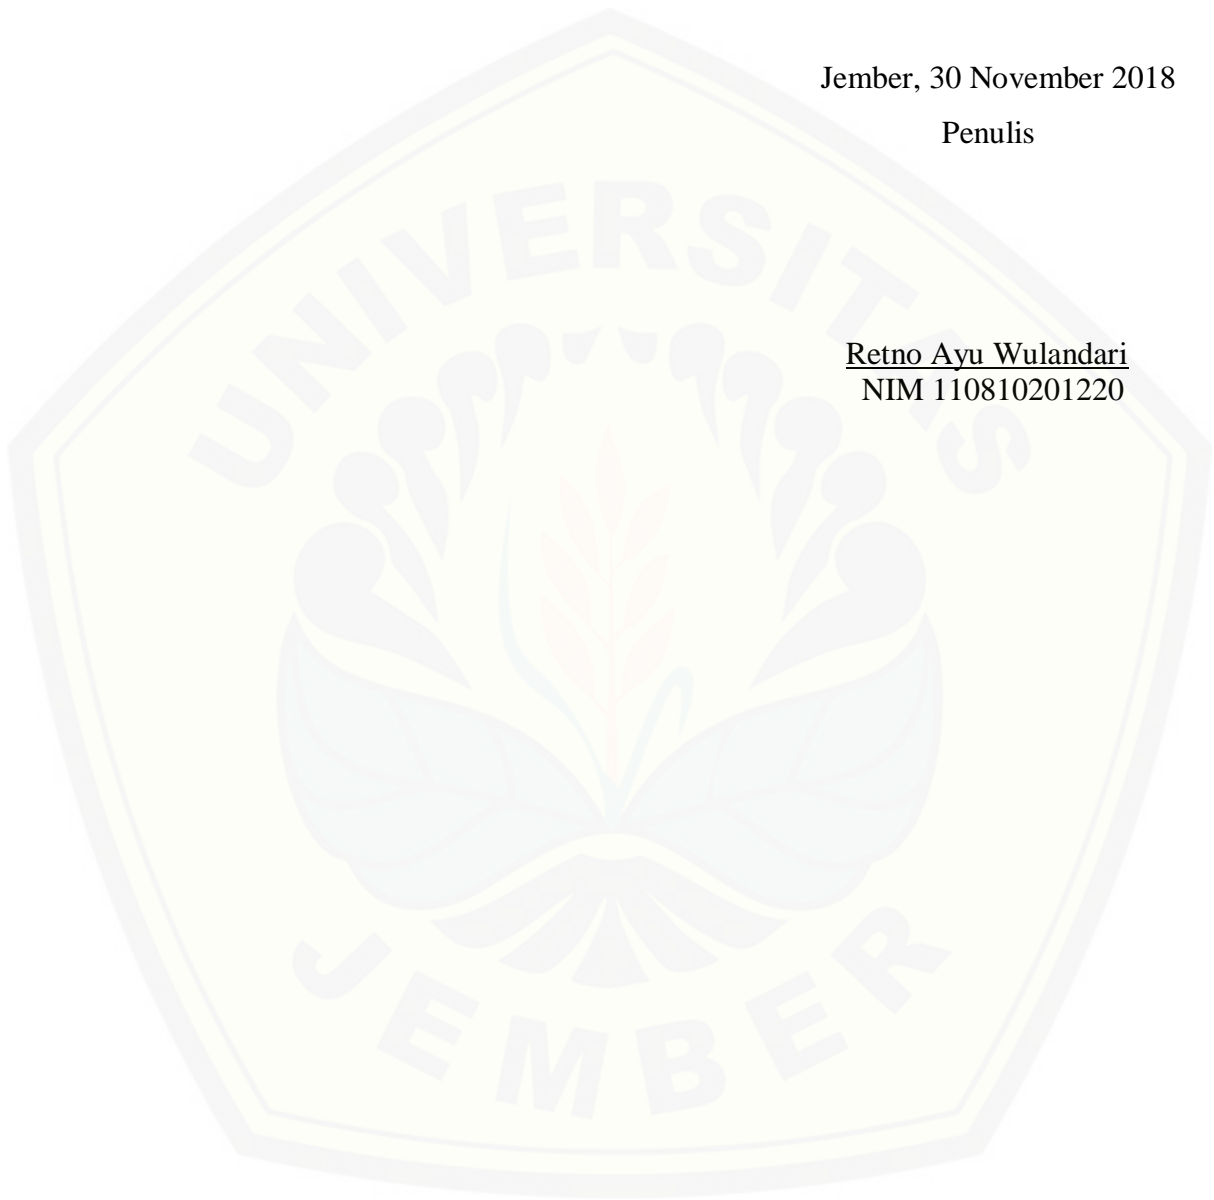 Jember, 30 November 2018
Penulis
Retno Ayu Wulandari
NIM 110810201220
UNIVERSITAS
JEMBER